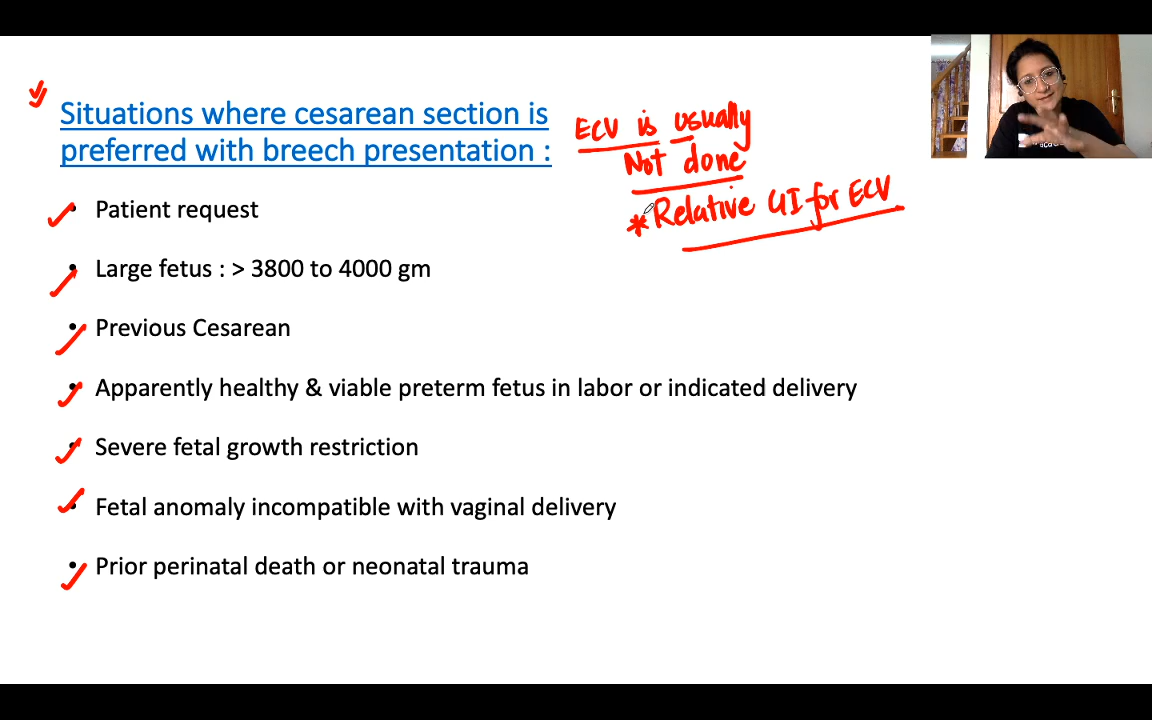 Situations where cesarean section is
preferred with breech presentation :
ECV is usually
Not done
* Relative CI for ECV
• Patient request
• Large fetus : > 3800 to 4000 gm
• Previous Cesarean
• Apparently healthy & viable preterm fetus in labor or indicated delivery
• Severe fetal growth restriction
• Fetal anomaly incompatible with vaginal delivery
• Prior perinatal death or neonatal trauma